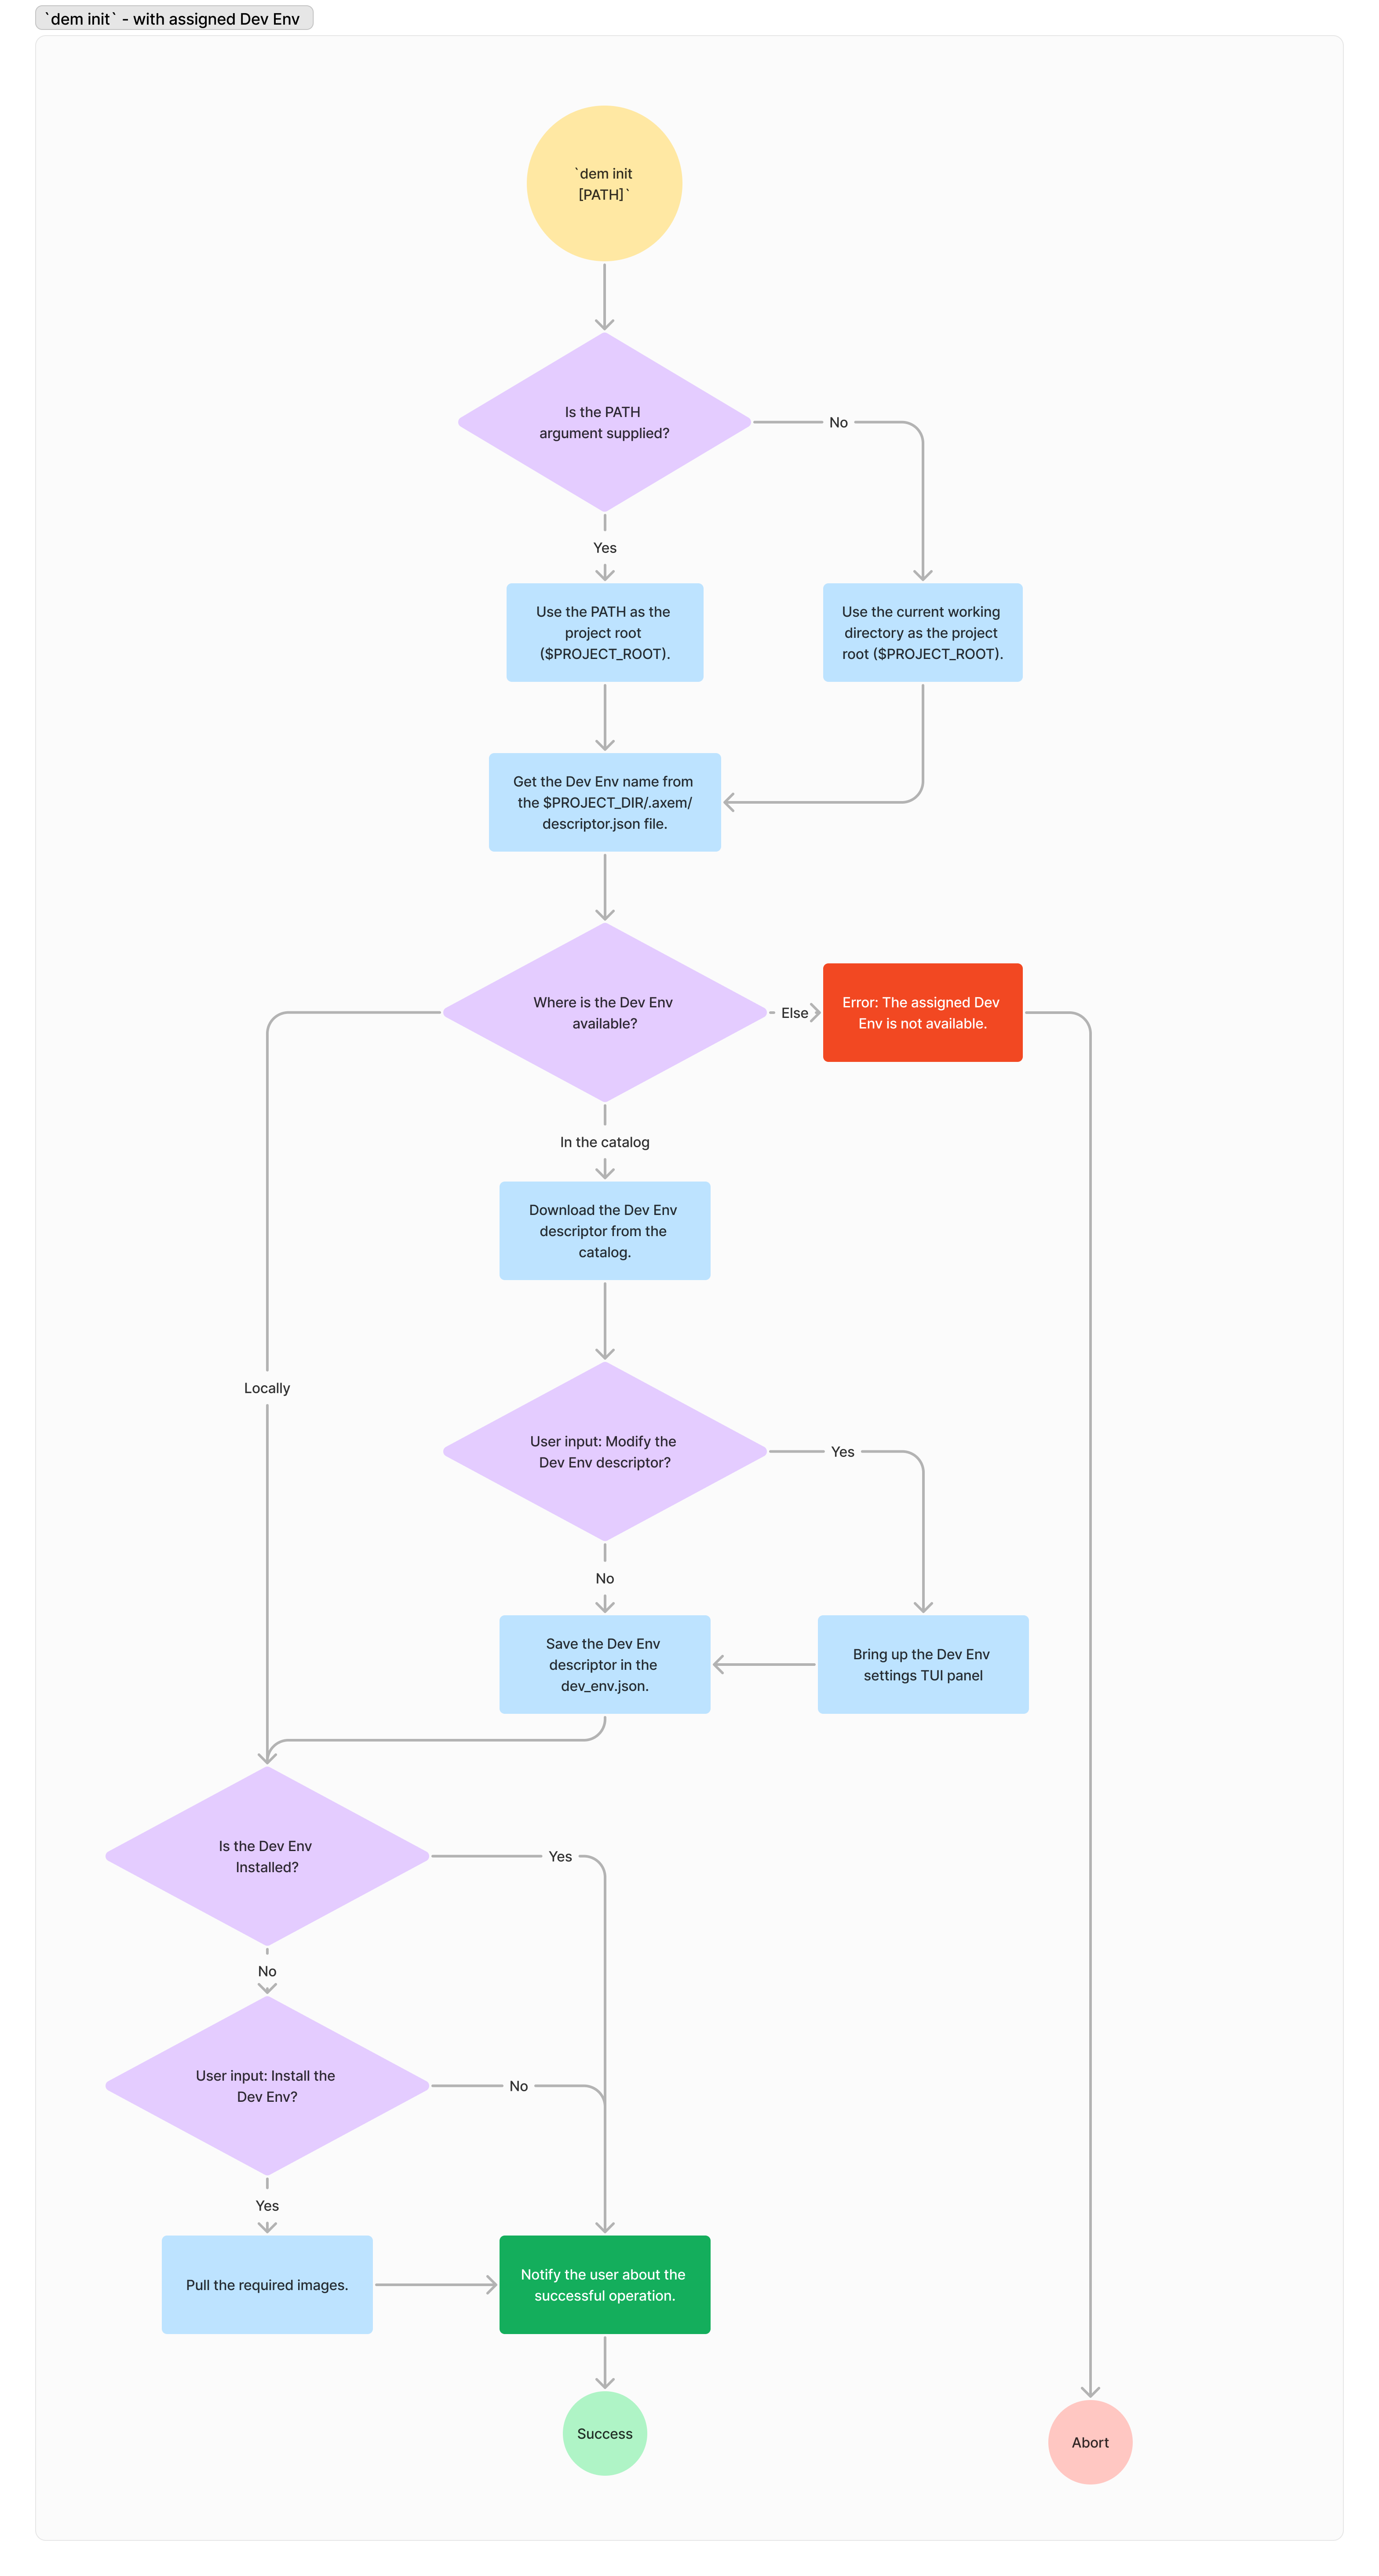 `dem init` - with assigned Dev Env
`dem init
[PATH]`
Is the PATH
argument supplied?
No
Yes
Use the PATH as the
project root
($PROJECT_ROOT).
Use the current working
directory as the project
root ($PROJECT_ROOT).
Get the Dev Env name from
the $PROJECT_DIR/.axem/
descriptor.json file.
Where is the Dev Env
available?
Else
Error: The assigned Dev
Env is not available.
In the catalog
Download the Dev Env
descriptor from the
catalog.
Locally
User input: Modify the
Dev Env descriptor?
Yes
No
Save the Dev Env
descriptor in the
dev_env.json.
Bring up the Dev Env
settings TUI panel
Is the Dev Env
Installed?
Yes
No
User input: Install the
Dev Env?
No
Yes
Pull the required images.
Notify the user about the
successful operation.
Success
Abort